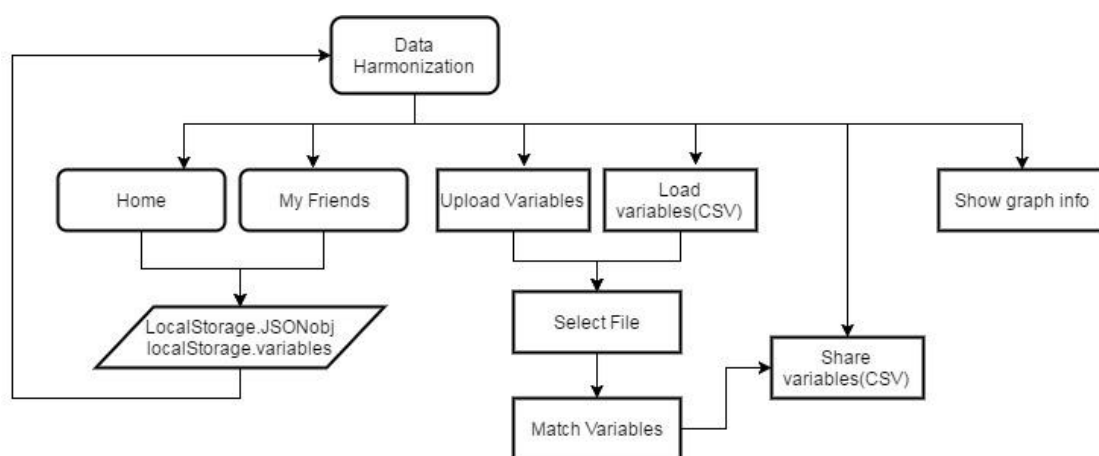 Data
Harmonization
Home
My Friends
Upload Variables
Load
variables(CSV)
Show graph info
LocalStorage.JSONobj
localStorage.variables
Select File
Share
variables(CSV)
Match Variables